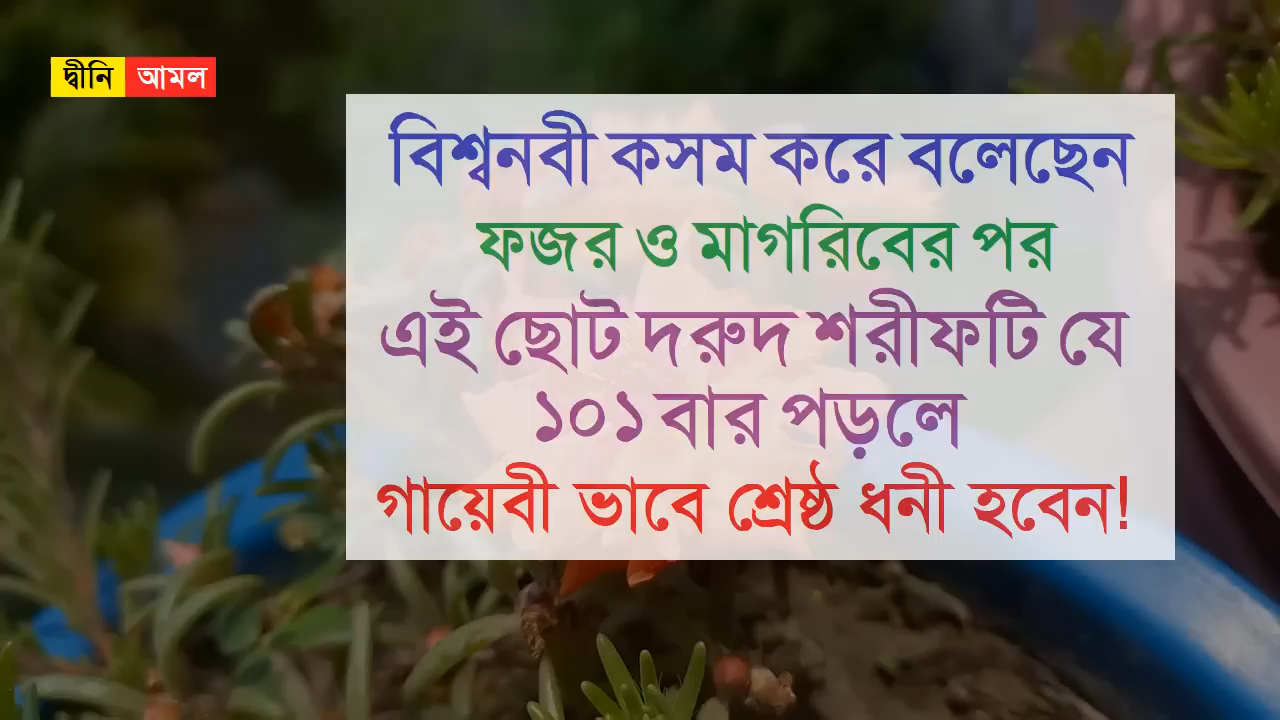 দ্বীনি আমল
বিশ্বনবী কসম করে বলেছেন
ফজর ও মাগরিবের পর
এই ছোট দরুদ শরীফটি যে
১০১ বার পড়লে
গায়েবী ভাবে শ্রেষ্ঠ ধনী হবেন!